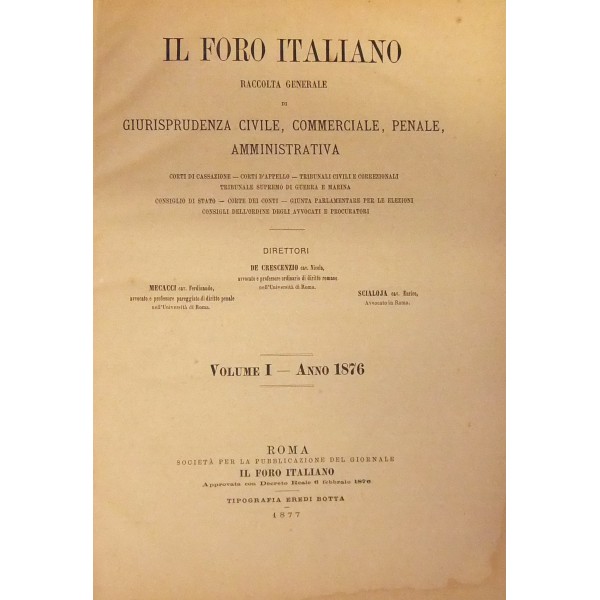 IL FORO ITALIANO
RACCOLTA GENERALE
DI
GIURISPRUDENZA CIVILE, COMMERCIALE, PENALE,
AMMINISTRATIVA
CORTI DI CASSAZIONE — CORTI D'APPELLO — TRIBUNALI CIVILI E CORREZIONALI
TRIBUNALE SUPREMO DI GUERRA E MARINA
CONSIGLIO DI STATO — CORTE DEI CONTI — GIUNTA PARLAMENTARE PER LE ELEZIONI
CONSIGLI DELL'ORDINE DEGLI AVVOCATI E PROCURATORI
DIRETTORI
DE CRESCENZIO cav. Nicola,
avvocato e professore ordinario di diritto romano
nell'Università di Roma.
MECACCI cav. Ferdinando,
avvocato e professore pareggiato di diritto penale
nell'Università di Roma.
SCIALOJA cav. Enrico,
Avvocato in Roma.
VOLUME I — ANNO 1876
ROMA
SOCIETÀ PER LA PUBBLICAZIONE DEL GIORNALE
IL FORO ITALIANO
Approvata con Decreto Reale 6 febbraio 1876
TIPOGRAFIA EREDI BOTTA
1877